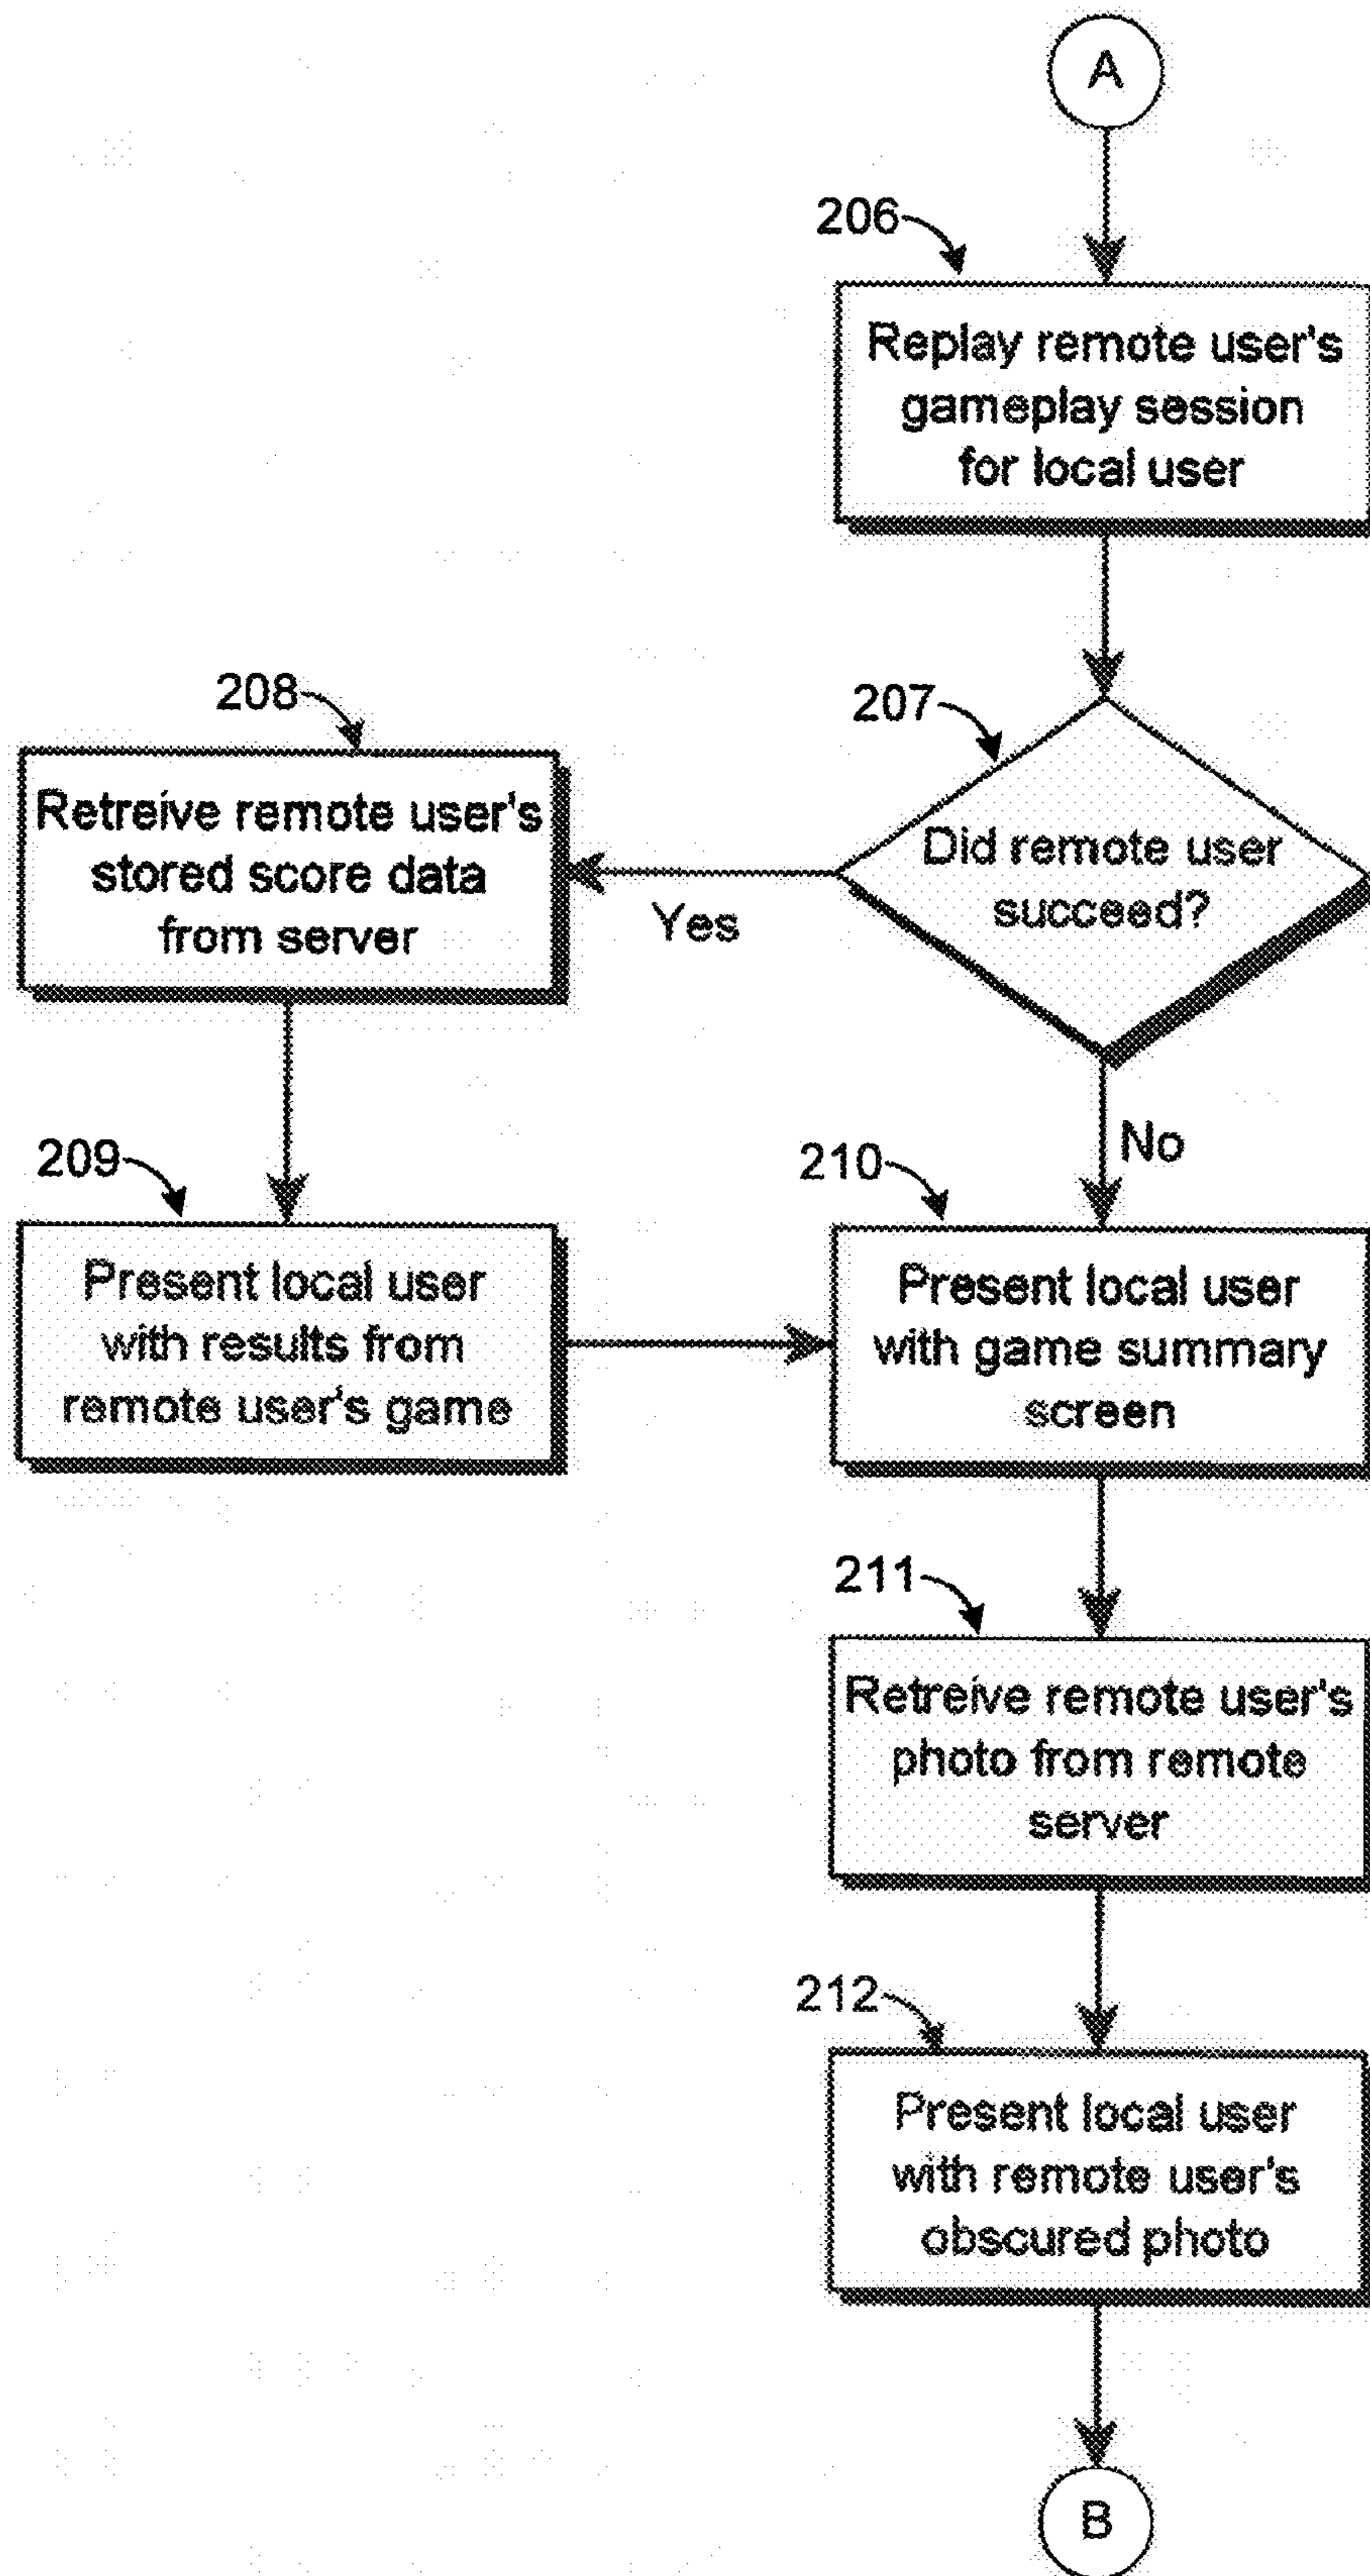 A
206
Replay remote user's
gameplay session
for local user
207
Did remote user
succeed?
Yes
No
208
Retreive remote user's
stored score data
from server
209
Present local user
with results from
remote user's game
210
Present local user
with game summary
screen
211
Retreive remote user's
photo from remote
server
212
Present local user
with remote user's
obscured photo
B